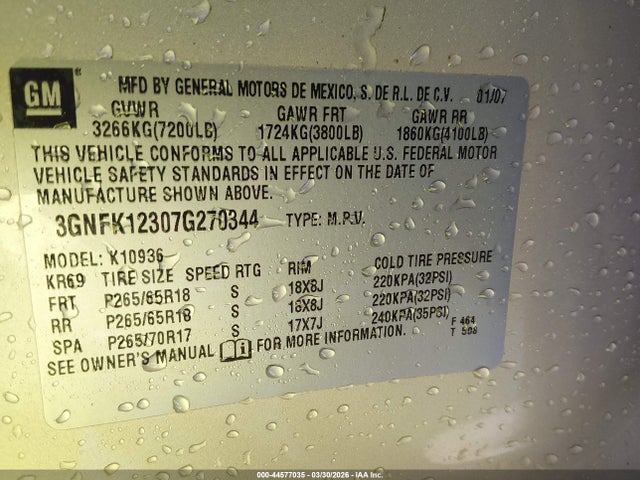 GM
®
MFD BY GENERAL MOTORS DE MEXICO, S. DE R.L. DE C.V. 01/07
GVWR GAWR FRT GAWR RR
3266KG(7200LB) 1724KG(3800LB) 1860KG(4100LB)
THIS VEHICLE CONFORMS TO ALL APPLICABLE U.S. FEDERAL MOTOR
VEHICLE SAFETY STANDARDS IN EFFECT ON THE DATE OF
MANUFACTURE SHOWN ABOVE.
3GNFK12307G270344 TYPE: M.P.V.
MODEL: K10936
KR69 TIRE SIZE SPEED RTG RIM COLD TIRE PRESSURE
FRT P265/65R18 S 18X8J 220KPA(32PSI)
RR P265/65R18 S 18X8J 220KPA(32PSI)
SPA P265/70R17 S 17X7J 240KPA(35PSI)
SEE OWNER'S MANUAL i FOR MORE INFORMATION.
F 464
T 508
000-44577035 - 03/30/2026 - IAAI Inc.